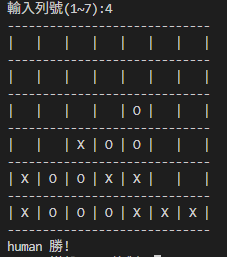 輸入列號(1~7):4
-----------------------------
|   |   |   |   |   |   |   |
-----------------------------
|   |   |   |   |   |   |   |
-----------------------------
|   |   |   |   | O |   |   |
-----------------------------
|   |   | X | O | O |   |   |
-----------------------------
| X | O | O | X | X |   |   |
-----------------------------
| X | O | O | O | X | X | X |
-----------------------------
human 勝!